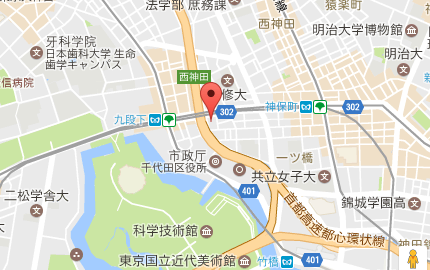 法学部 庶務課
猿楽町
西神田
明治大学博物館
牙科学院
日本歯科大学 生命
歯学キャンパス
明治大
西神田
信病院
修大
302
神保町
302
九段下
市政厅
千代田区役所
一ツ橋
共立女子大
401
二松学舎大
首都高速都心環状線
錦城学園高
科学技術館
401
東京国立近代美術館
竹橋